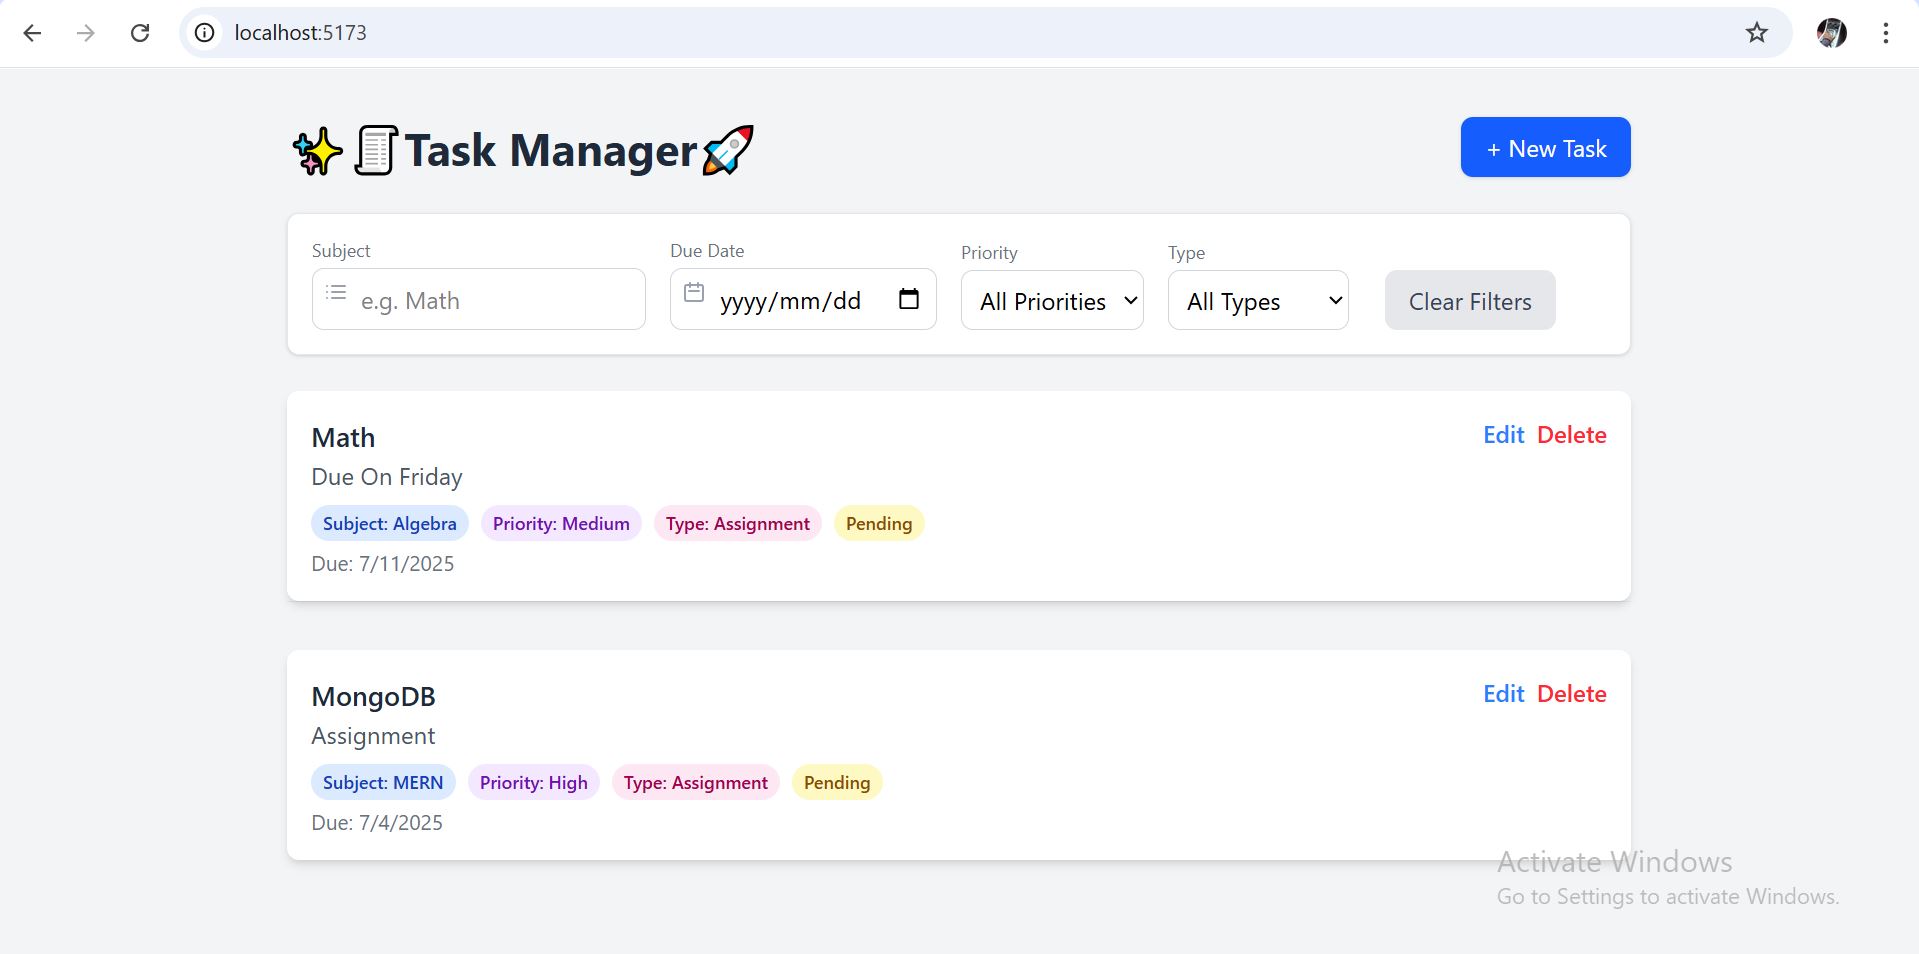 localhost:5173
✨📜Task Manager🚀
+ New Task
Subject
Due Date
Priority
Type
e.g. Math
yyyy/mm/dd
All Priorities
All Types
Clear Filters
Math
Edit Delete
Due On Friday
Subject: Algebra Priority: Medium Type: Assignment Pending
Due: 7/11/2025
MongoDB
Edit Delete
Assignment
Subject: MERN Priority: High Type: Assignment Pending
Due: 7/4/2025
Activate Windows
Go to Settings to activate Windows.